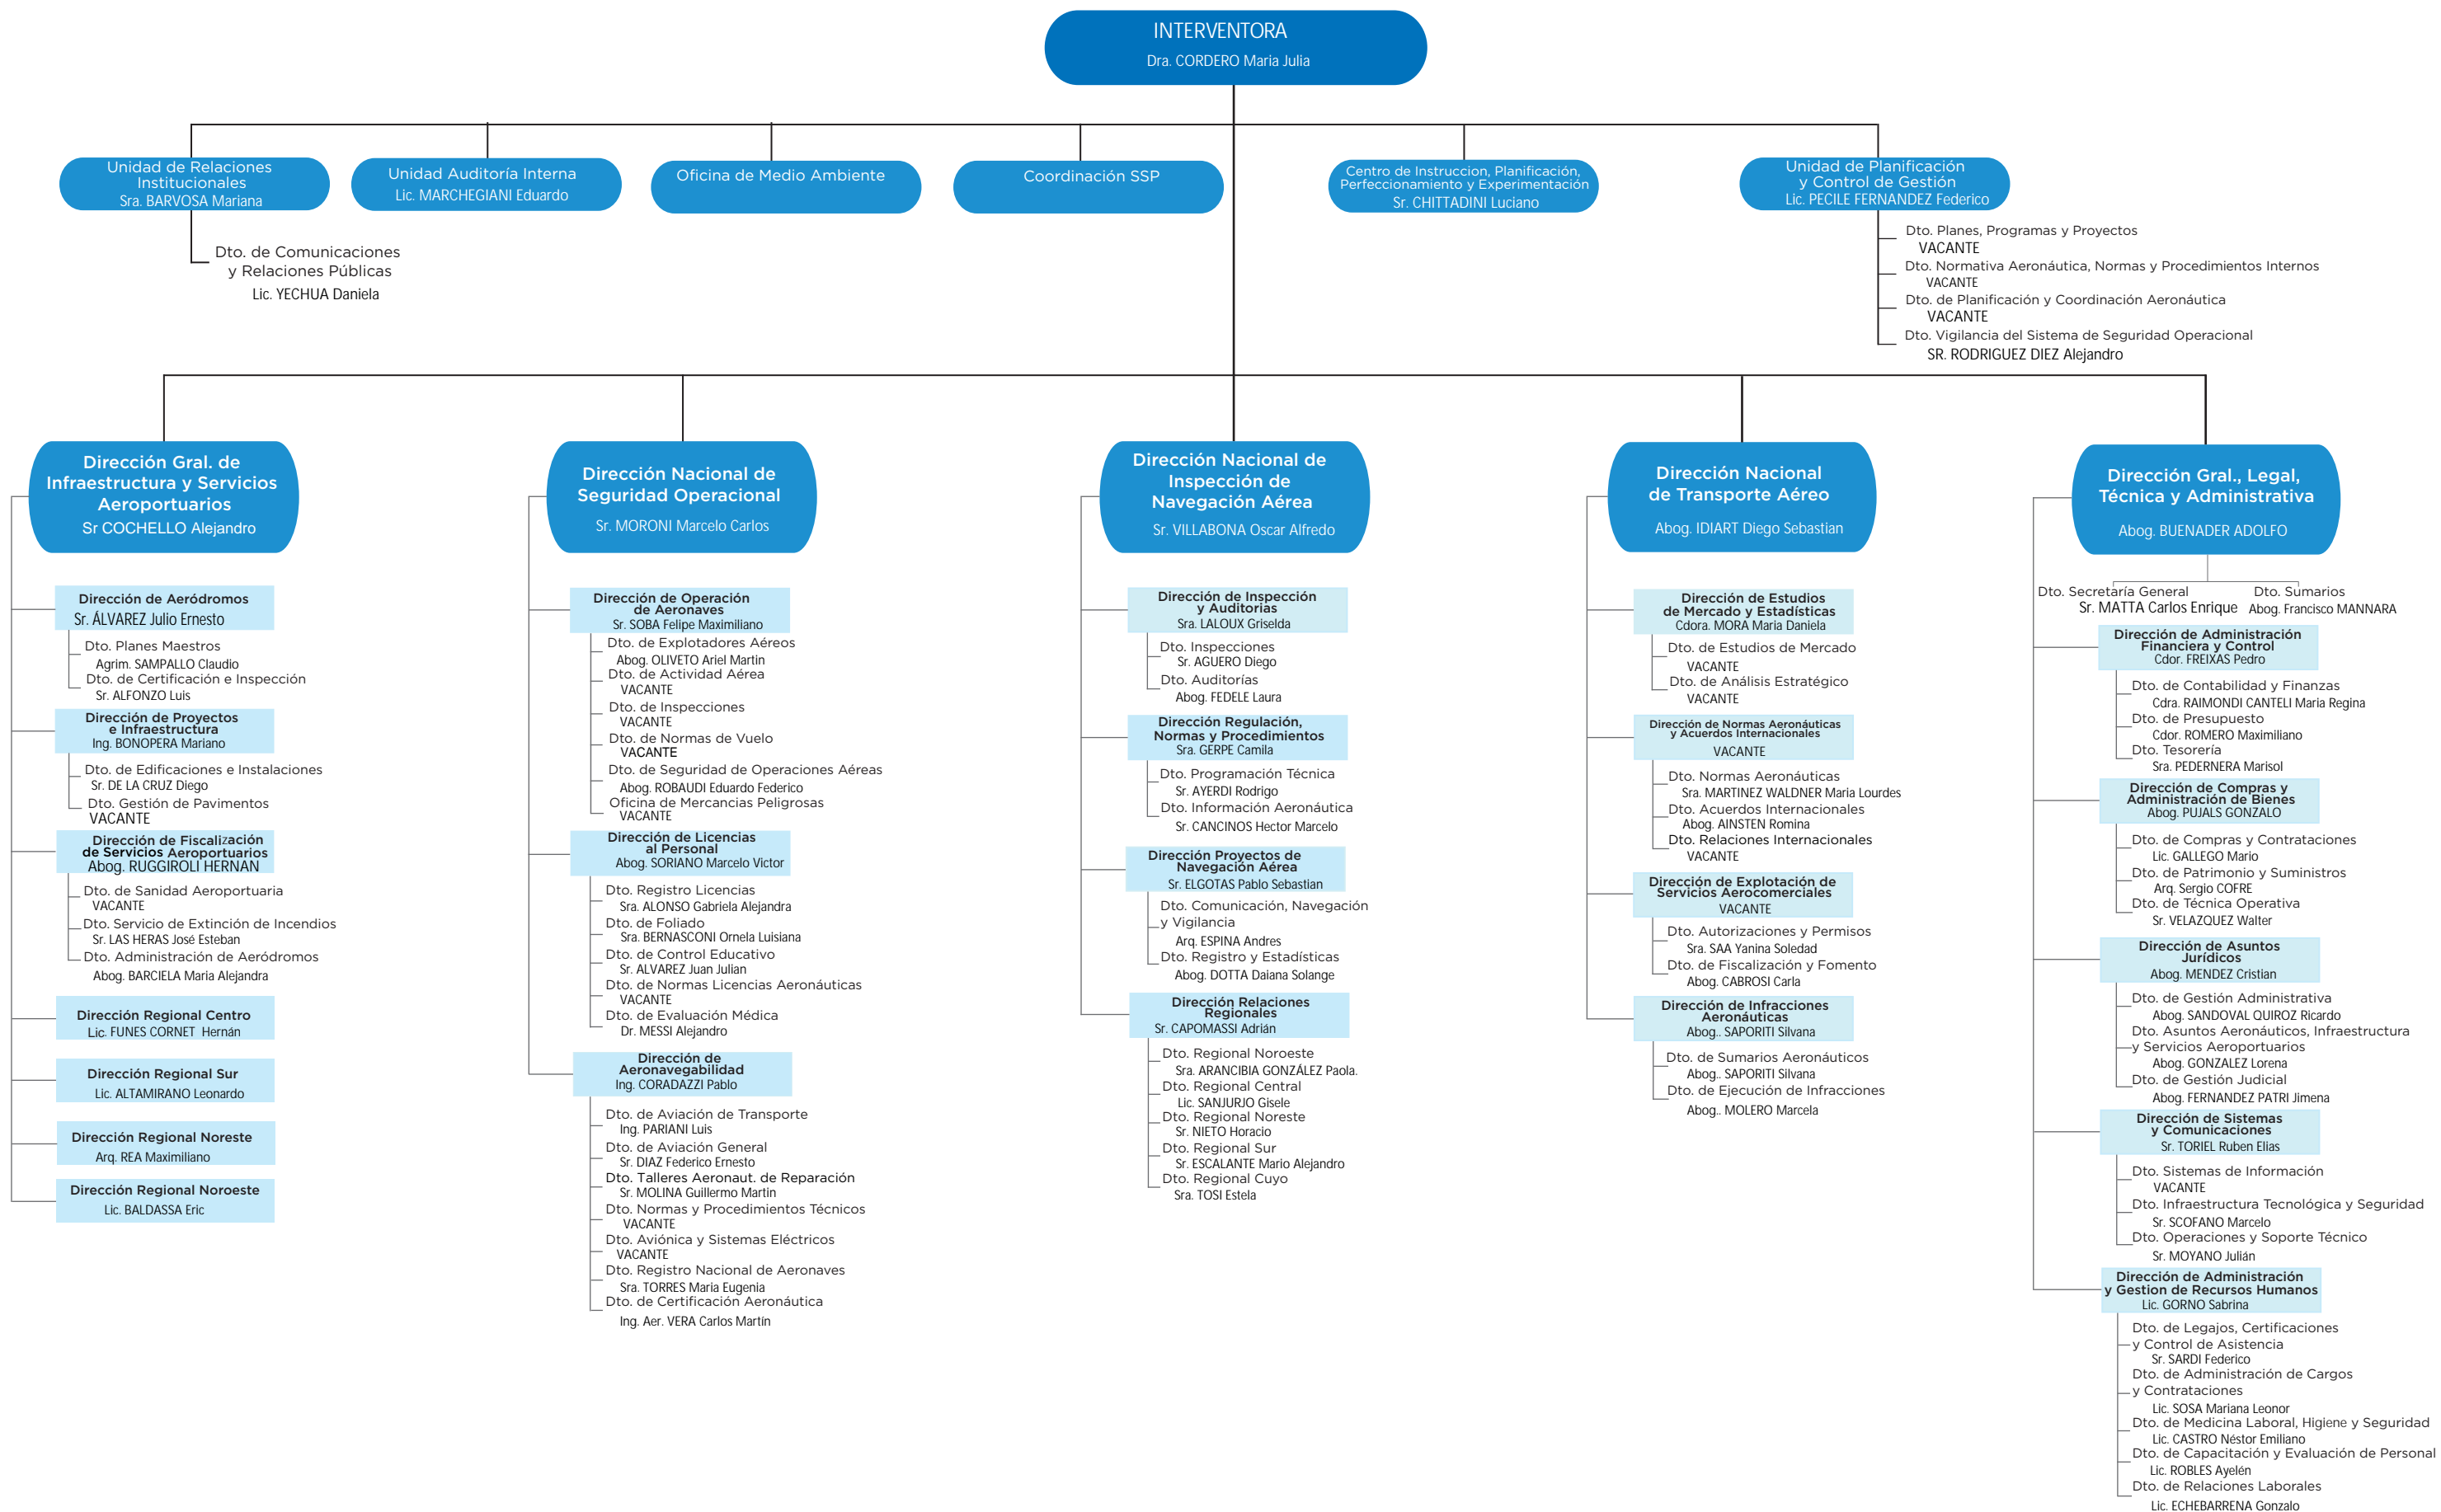 INTERVENTORA
Dra. CORDERO Maria Julia
Unidad de Relaciones
Institucionales
Sra. BARVOSA Mariana
Unidad Auditoría Interna
Lic. MARCHEGIANI Eduardo
Oficina de Medio Ambiente
Coordinación SSP
Centro de Instruccion, Planificación,
Perfeccionamiento y Experimentación
Sr. CHITTADINI Luciano
Unidad de Planificación
y Control de Gestión
Lic. PECILE FERNANDEZ Federico
Dto. de Comunicaciones
y Relaciones Públicas
Lic. YECHUA Daniela
Dto. Planes, Programas y Proyectos
VACANTE
Dto. Normativa Aeronáutica, Normas y Procedimientos Internos
VACANTE
Dto. de Planificación y Coordinación Aeronáutica
VACANTE
Dto. Vigilancia del Sistema de Seguridad Operacional
SR. RODRIGUEZ DIEZ Alejandro
Dirección Gral. de
Infraestructura y Servicios
Aeroportuarios
Sr COCHELLO Alejandro
Dirección de Aeródromos
Sr. ÁLVAREZ Julio Ernesto
Dto. Planes Maestros
Agrim. SAMPALLO Claudio
Dto. de Certificación e Inspección
Sr. ALFONZO Luis
Dirección de Proyectos
e Infraestructura
Ing. BONOPERA Mariano
Dto. de Edificaciones e Instalaciones
Sr. DE LA CRUZ Diego
Dto. Gestión de Pavimentos
VACANTE
Dirección de Fiscalización
de Servicios Aeroportuarios
Abog. RUGGIROLI HERNAN
Dto. de Sanidad Aeroportuaria
VACANTE
Dto. Servicio de Extinción de Incendios
Sr. LAS HERAS José Esteban
Dto. Administración de Aeródromos
Abog. BARCIELA Maria Alejandra
Dirección Regional Centro
Lic. FUNES CORNET Hernán
Dirección Regional Sur
Lic. ALTAMIRANO Leonardo
Dirección Regional Noreste
Arq. REA Maximiliano
Dirección Regional Noroeste
Lic. BALDASSA Eric
Dirección Nacional de
Seguridad Operacional
Sr. MORONI Marcelo Carlos
Dirección de Operación
de Aeronaves
Sr. SOBA Felipe Maximiliano
Dto. de Explotadores Aéreos
Abog. OLIVETO Ariel Martin
Dto. de Actividad Aérea
VACANTE
Dto. de Inspecciones
VACANTE
Dto. de Normas de Vuelo
VACANTE
Dto. de Seguridad de Operaciones Aéreas
Abog. ROBAUDI Eduardo Federico
Oficina de Mercancias Peligrosas
VACANTE
Dirección de Licencias
al Personal
Abog. SORIANO Marcelo Victor
Dto. Registro Licencias
Sra. ALONSO Gabriela Alejandra
Dto. de Foliado
Sra. BERNASCONI Ornela Luisiana
Dto. de Control Educativo
Sr. ALVAREZ Juan Julian
Dto. de Normas Licencias Aeronáuticas
VACANTE
Dto. de Evaluación Médica
Dr. MESSI Alejandro
Dirección de
Aeronavegabilidad
Ing. CORADAZZI Pablo
Dto. de Aviación de Transporte
Ing. PARIANI Luis
Dto. de Aviación General
Sr. DIAZ Federico Ernesto
Dto. Talleres Aeronaut. de Reparación
Sr. MOLINA Guillermo Martin
Dto. Normas y Procedimientos Técnicos
VACANTE
Dto. Aviónica y Sistemas Eléctricos
VACANTE
Dto. Registro Nacional de Aeronaves
Sra. TORRES Maria Eugenia
Dto. de Certificación Aeronáutica
Ing. Aer. VERA Carlos Martín
Dirección Nacional de
Inspección de
Navegación Aérea
Sr. VILLABONA Oscar Alfredo
Dirección de Inspección
y Auditorias
Sra. LALOUX Griselda
Dto. Inspecciones
Sr. AGUERO Diego
Dto. Auditorías
Abog. FEDELE Laura
Dirección Regulación,
Normas y Procedimientos
Sra. GERPE Camila
Dto. Programación Técnica
Sr. AYERDI Rodrigo
Dto. Información Aeronáutica
Sr. CANCINOS Hector Marcelo
Dirección Proyectos de
Navegación Aérea
Sr. ELGOTAS Pablo Sebastian
Dto. Comunicación, Navegación
y Vigilancia
Arq. ESPINA Andres
Dto. Registro y Estadísticas
Abog. DOTTA Daiana Solange
Dirección Relaciones
Regionales
Sr. CAPOMASSI Adrián
Dto. Regional Noroeste
Sra. ARANCIBIA GONZÁLEZ Paola.
Dto. Regional Central
Lic. SANJURJO Gisele
Dto. Regional Noreste
Sr. NIETO Horacio
Dto. Regional Sur
Sr. ESCALANTE Mario Alejandro
Dto. Regional Cuyo
Sra. TOSI Estela
Dirección Nacional
de Transporte Aéreo
Abog. IDIART Diego Sebastian
Dirección de Estudios
de Mercado y Estadísticas
Cdora. MORA Maria Daniela
Dto. de Estudios de Mercado
VACANTE
Dto. de Análisis Estratégico
VACANTE
Dirección de Normas Aeronáuticas
y Acuerdos Internacionales
VACANTE
Dto. Normas Aeronáuticas
Sra. MARTINEZ WALDNER Maria Lourdes
Dto. Acuerdos Internacionales
Abog. AINSTEN Romina
Dto. Relaciones Internacionales
VACANTE
Dirección de Explotación de
Servicios Aerocomerciales
VACANTE
Dto. Autorizaciones y Permisos
Sra. SAA Yanina Soledad
Dto. de Fiscalización y Fomento
Abog. CABROSI Carla
Dirección de Infracciones
Aeronáuticas
Abog.. SAPORITI Silvana
Dto. de Sumarios Aeronáuticos
Abog.. SAPORITI Silvana
Dto. de Ejecución de Infracciones
Abog.. MOLERO Marcela
Dirección Gral., Legal,
Técnica y Administrativa
Abog. BUENADER ADOLFO
Dto. Secretaría General
Sr. MATTA Carlos Enrique
Dto. Sumarios
Abog. Francisco MANNARA
Dirección de Administración
Financiera y Control
Cdor. FREIXAS Pedro
Dto. de Contabilidad y Finanzas
Cdra. RAIMONDI CANTELI Maria Regina
Dto. de Presupuesto
Cdor. ROMERO Maximiliano
Dto. Tesorería
Sra. PEDERNERA Marisol
Dirección de Compras y
Administración de Bienes
Abog. PUJALS GONZALO
Dto. de Compras y Contrataciones
Lic. GALLEGO Mario
Dto. de Patrimonio y Suministros
Arq. Sergio COFRE
Dto. de Técnica Operativa
Sr. VELAZQUEZ Walter
Dirección de Asuntos
Jurídicos
Abog. MENDEZ Cristian
Dto. de Gestión Administrativa
Abog. SANDOVAL QUIROZ Ricardo
Dto. Asuntos Aeronáuticos, Infraestructura
y Servicios Aeroportuarios
Abog. GONZALEZ Lorena
Dto. de Gestión Judicial
Abog. FERNANDEZ PATRI Jimena
Dirección de Sistemas
y Comunicaciones
Sr. TORIEL Ruben Elias
Dto. Sistemas de Información
VACANTE
Dto. Infraestructura Tecnológica y Seguridad
Sr. SCOFANO Marcelo
Dto. Operaciones y Soporte Técnico
Sr. MOYANO Julián
Dirección de Administración
y Gestion de Recursos Humanos
Lic. GORNO Sabrina
Dto. de Legajos, Certificaciones
y Control de Asistencia
Sr. SARDI Federico
Dto. de Administración de Cargos
y Contrataciones
Lic. SOSA Mariana Leonor
Dto. de Medicina Laboral, Higiene y Seguridad
Lic. CASTRO Néstor Emiliano
Dto. de Capacitación y Evaluación de Personal
Lic. ROBLES Ayelén
Dto. de Relaciones Laborales
Lic. ECHEBARRENA Gonzalo